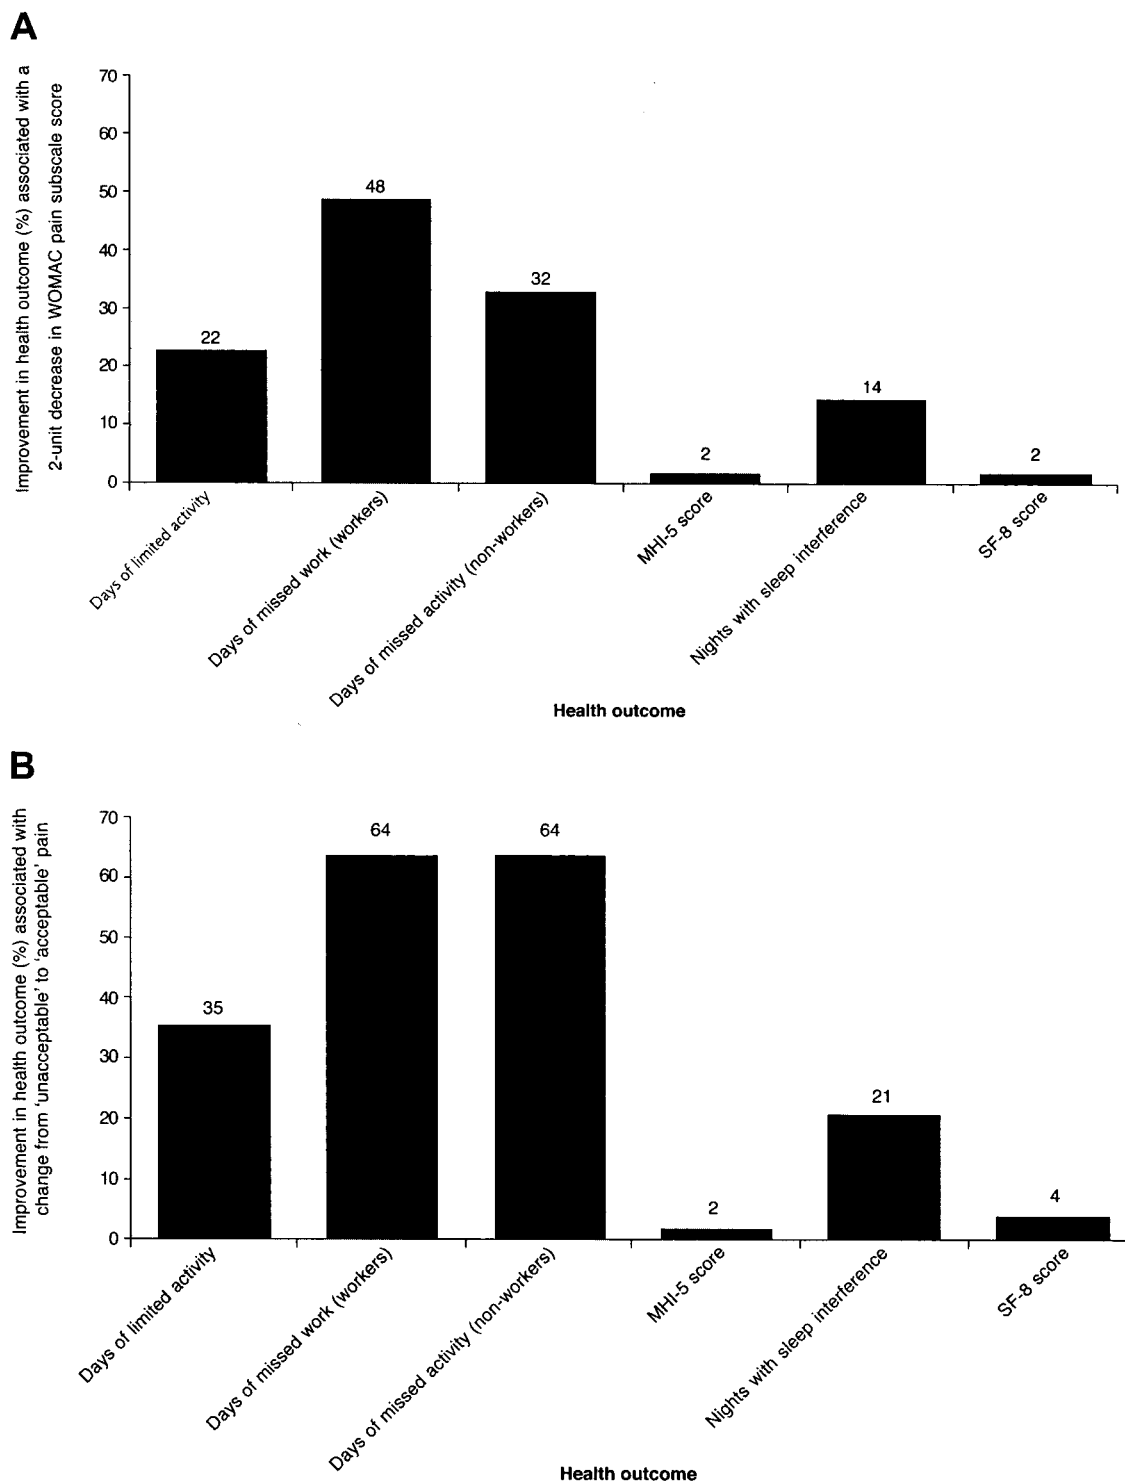 A
Improvement in health outcome (%) associated with a
2-unit decrease in WOMAC pain subscale score
70
60
50
40
30
20
10
0
22
48
32
2
14
2
Days of limited activity
Days of missed work (workers)
Days of missed activity (non-workers)
MHI-5 score
Nights with sleep interference
SF-8 score
Health outcome
B
Improvement in health outcome (%) associated with
change from 'unacceptable' to 'acceptable' pain
70
60
50
40
30
20
10
0
35
64
64
2
21
4
Days of limited activity
Days of missed work (workers)
Days of missed activity (non-workers)
MHI-5 score
Nights with sleep interference
SF-8 score
Health outcome